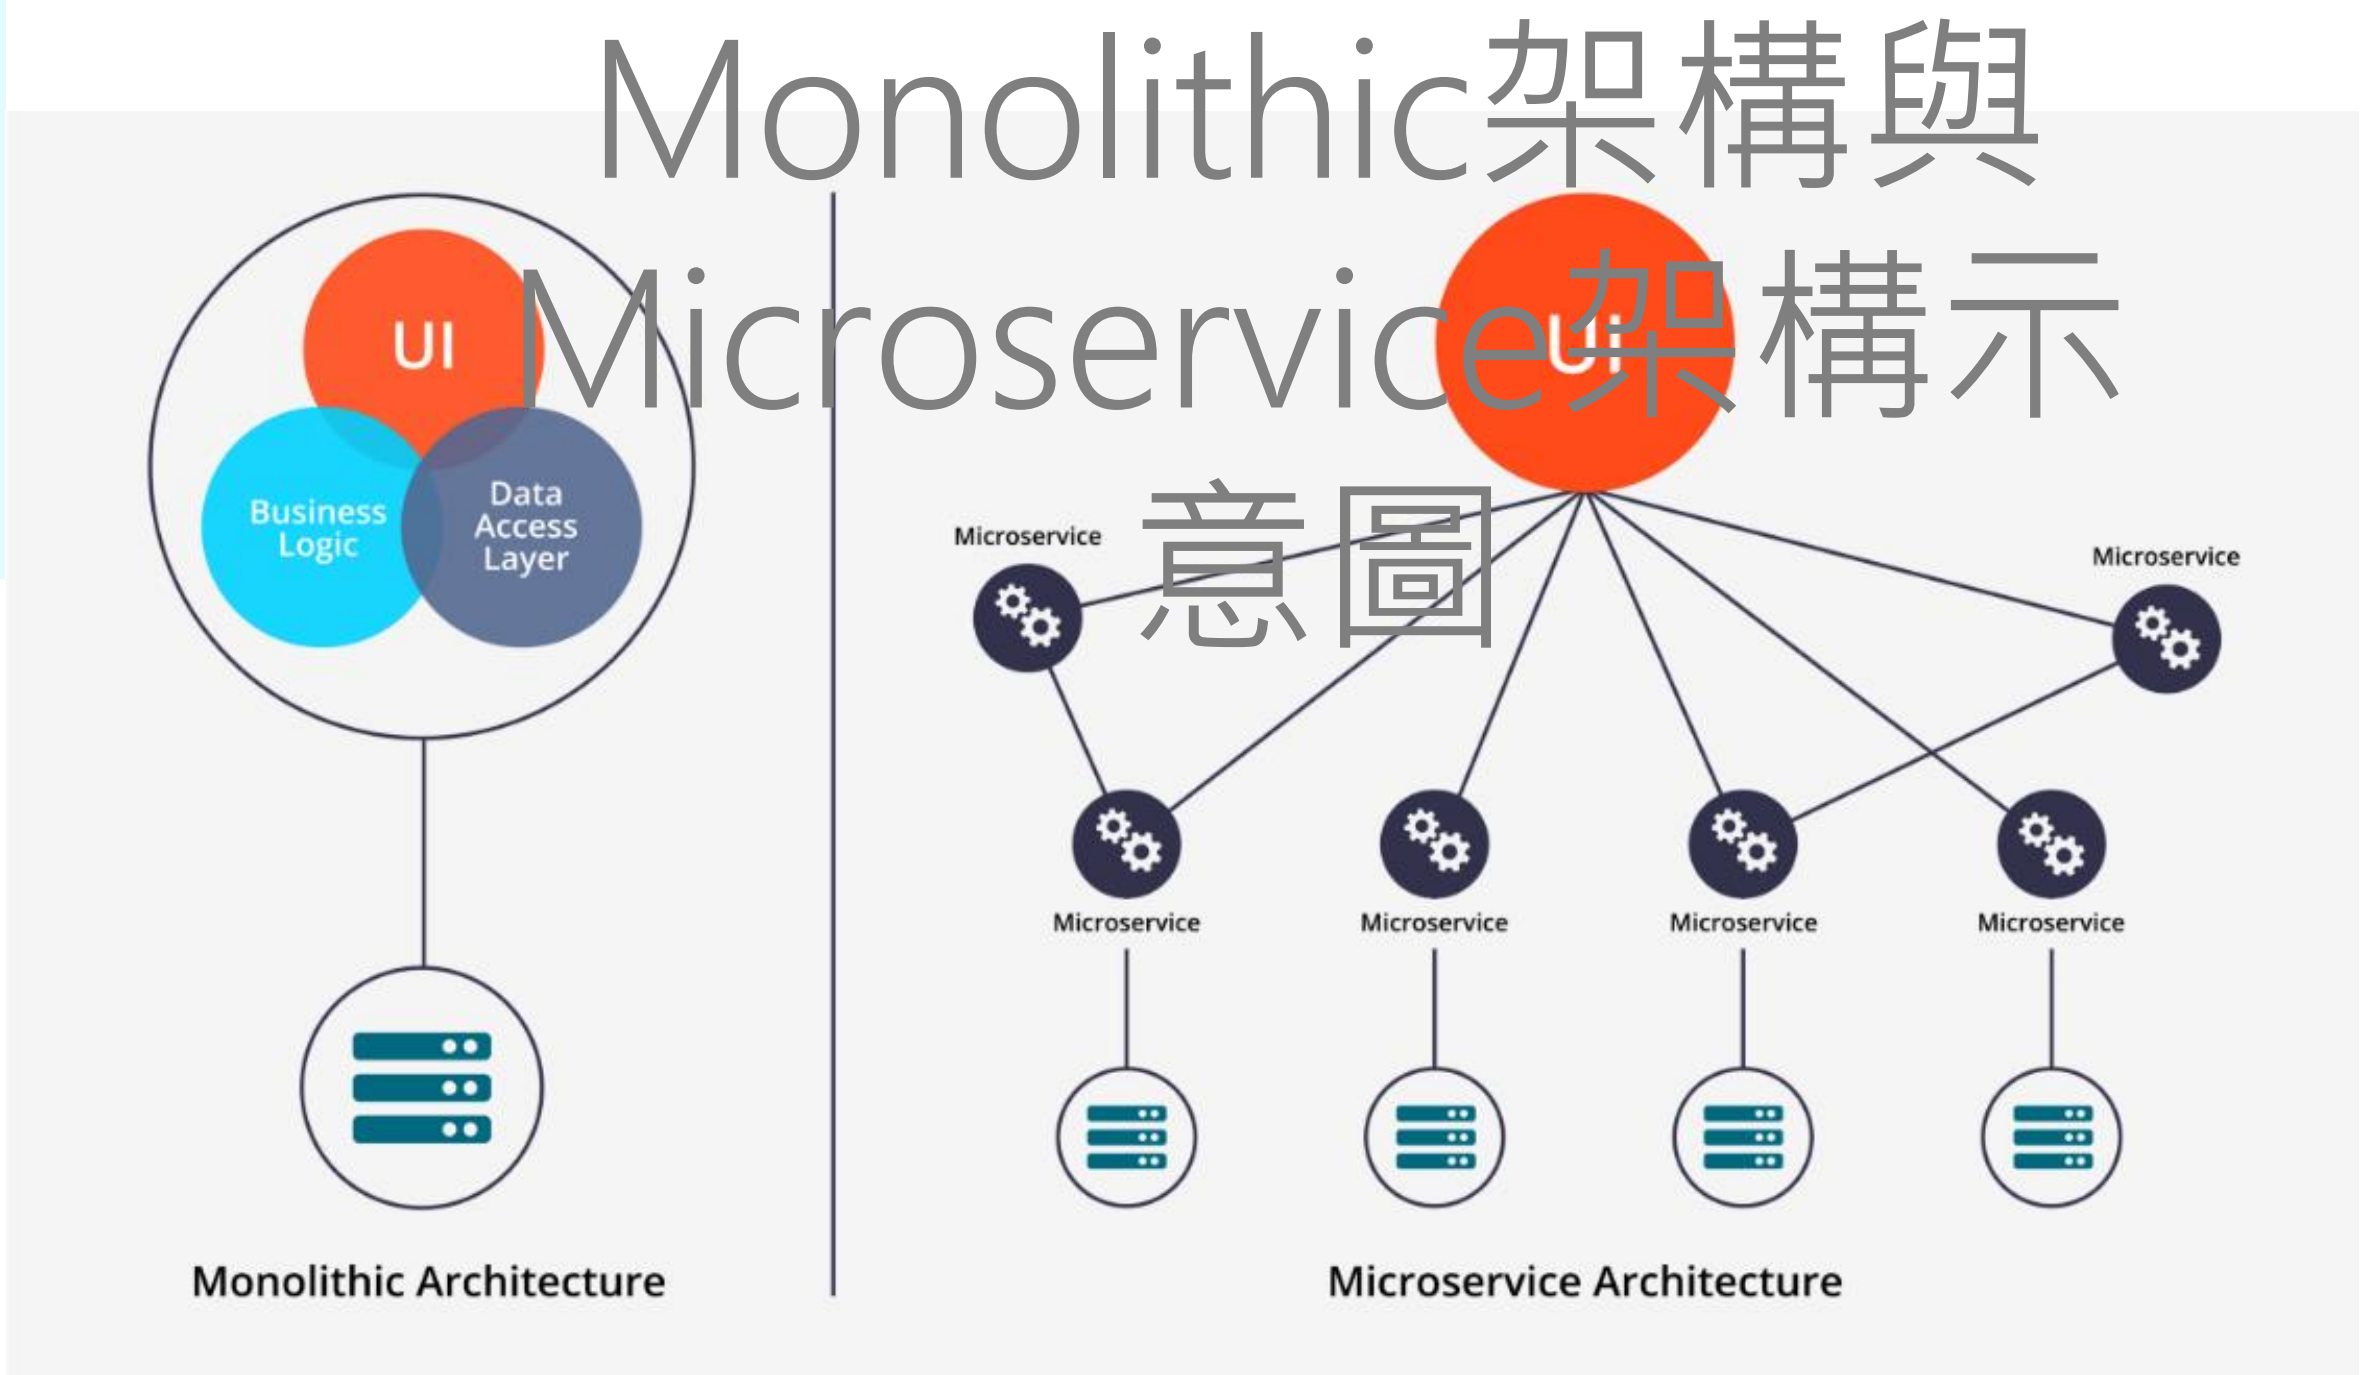 Monolithic架構與
Microservice架構示
意圖
UI
Business
Logic
Data
Access
Layer
UI
Microservice
Microservice
Microservice
Microservice
Microservice
Microservice
Monolithic Architecture
Microservice Architecture